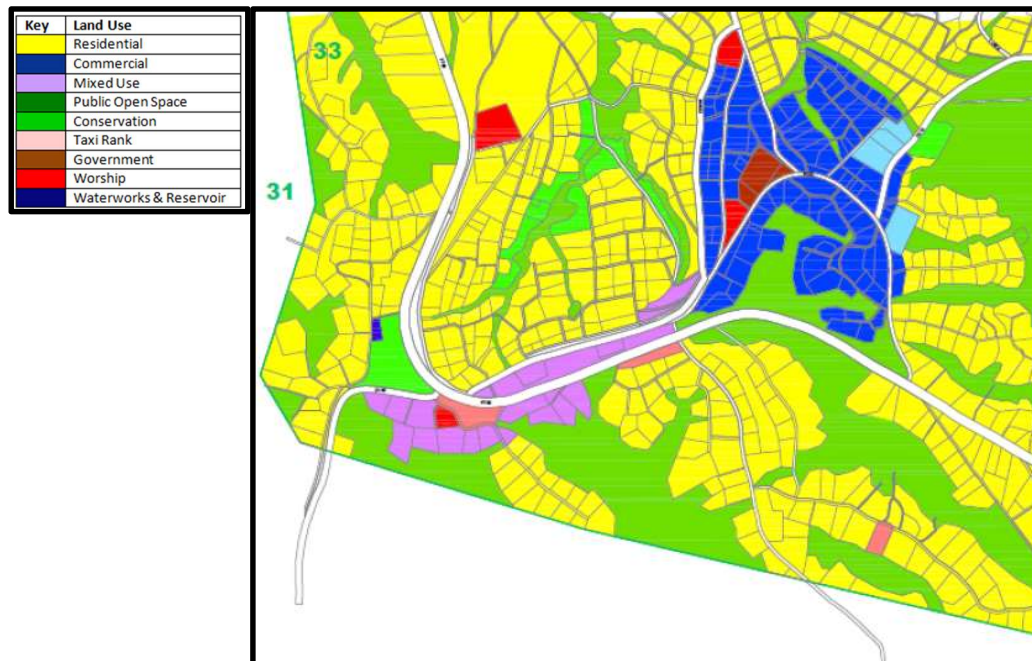 Key Land Use
Residential
Commercial
Mixed Use
Public Open Space
Conservation
Taxi Rank
Government
Worship
Waterworks & Reservoir
33
31